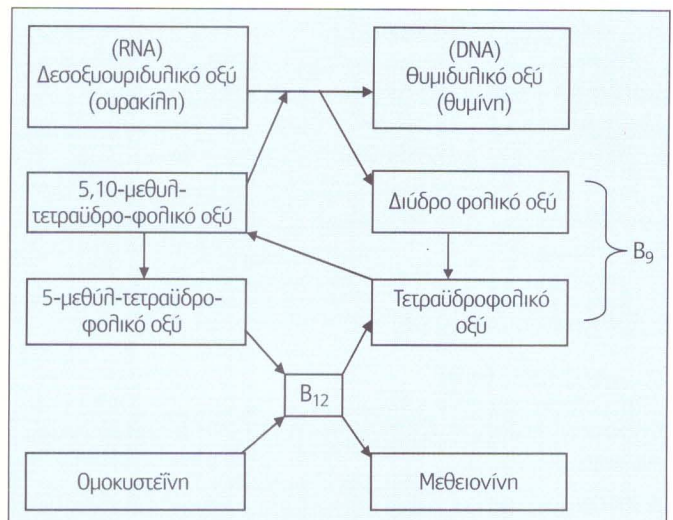 (RNA)
Δεσοξυουριδυλικό οξύ
(ουρακίλη)
(DNA)
Θυμιδυλικό οξύ
(θυμίνη)
5,10-μεθυλ-
τετραϋδρο-φολικό οξύ
Διύδρο φολικό οξύ
B9
5-μεθύλ-τετραϋδρο-
φολικό οξύ
Τετραϋδροφολικό
οξύ
B12
Ομοκυστεΐνη
Μεθειονίνη